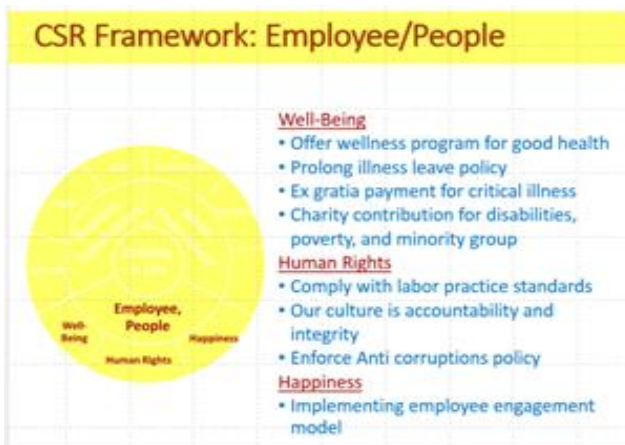 CSR Framework: Employee/People
Well-Being
• Offer wellness program for good health
• Prolong illness leave policy
• Ex gratia payment for critical illness
• Charity contribution for disabilities,
poverty, and minority group
Human Rights
• Comply with labor practice standards
• Our culture is accountability and
integrity
• Enforce Anti corruptions policy
Happiness
• Implementing employee engagement
model
Employee,
People
Well-
Being
Happiness
Human Rights